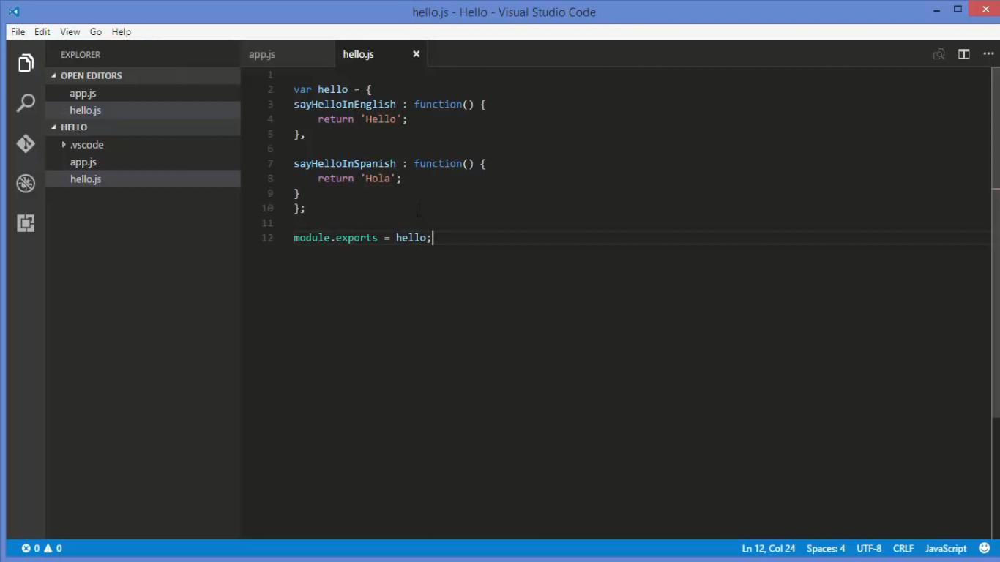 hello.js - Hello - Visual Studio Code
File Edit View Go Help
EXPLORER
OPEN EDITORS
app.js
hello.js
HELLO
.vscode
app.js
hello.js
app.js hello.js
1
2 var hello = {
3 sayHelloInEnglish : function() {
4     return 'Hello';
5 },
6
7 sayHelloInSpanish : function() {
8     return 'Hola';
9 }
10 };
11
12 module.exports = hello;
0 0 Ln 12, Col 24 Spaces: 4 UTF-8 CRLF JavaScript